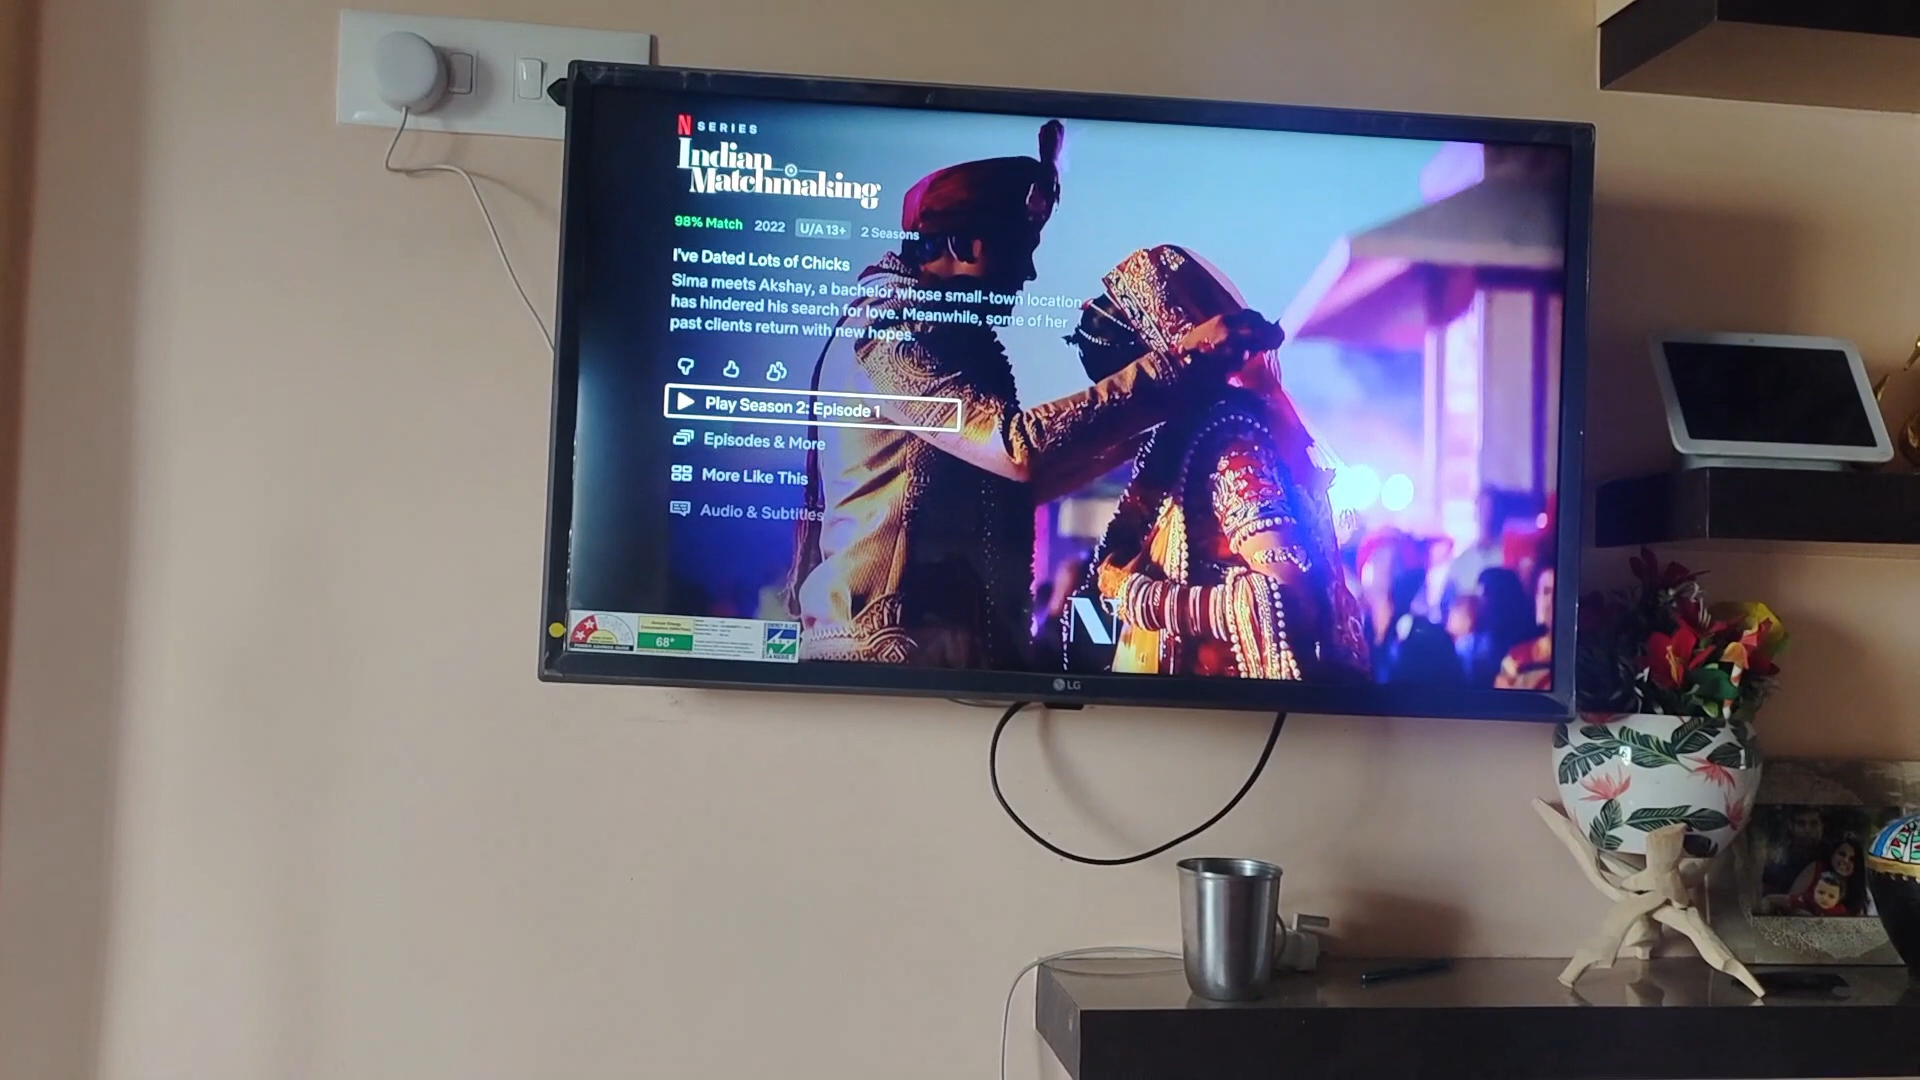 N SERIES
Indian
Matchmaking
98% Match 2022 U/A 13+ 2 Seasons
I've Dated Lots of Chicks
Sima meets Akshay, a bachelor whose small-town location
has hindered his search for love. Meanwhile, some of her
past clients return with new hopes.
Play Season 2: Episode 1
Episodes & More
More Like This
Audio & Subtitles
N
68*
LG